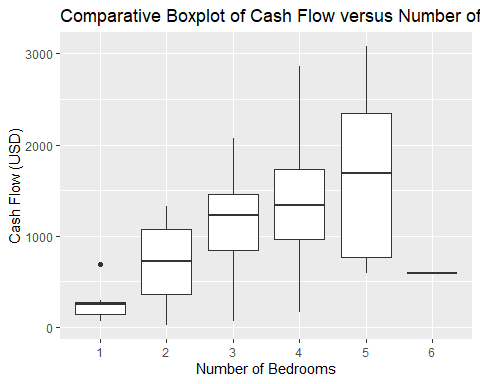 Comparative Boxplot of Cash Flow versus Number of
3000
2000
1000
0
Cash Flow (USD)
1 2 3 4 5 6
Number of Bedrooms